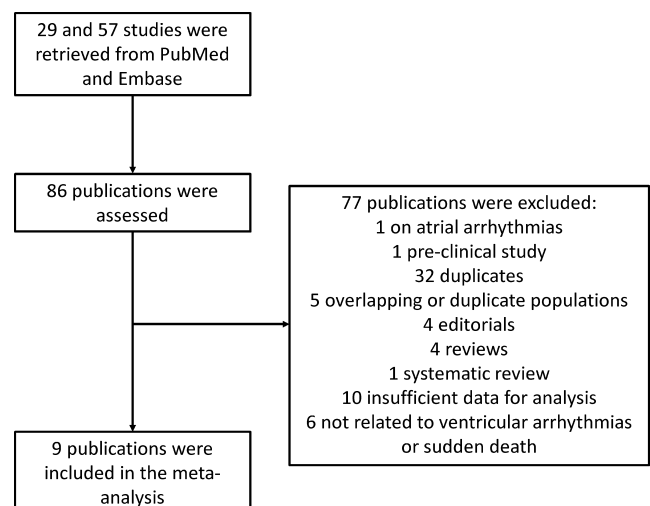 29 and 57 studies were
retrieved from PubMed
and Embase
86 publications were
assessed
77 publications were excluded:
1 on atrial arrhythmias
1 pre-clinical study
32 duplicates
5 overlapping or duplicate populations
4 editorials
4 reviews
1 systematic review
10 insufficient data for analysis
6 not related to ventricular arrhythmias
or sudden death
9 publications were
included in the meta-
analysis